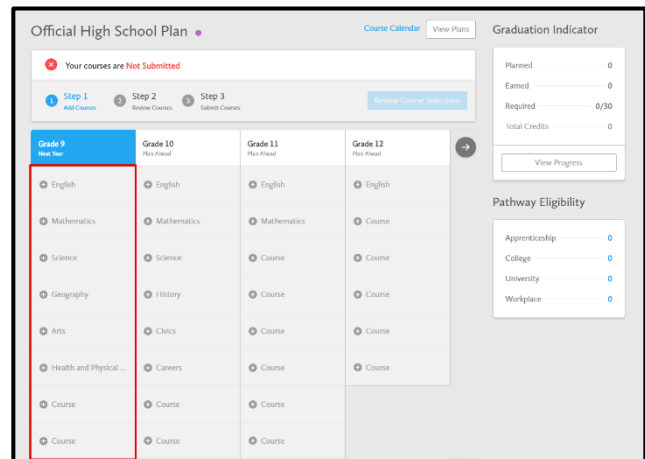 Official High School Plan
Course Calendar
View Plans
Your courses are Not Submitted
1 Step 1 2 Step 2 3 Step 3
Add Courses Review Courses Submit Courses
Review Course Selections
Grade 9 Grade 10 Grade 11 Grade 12
Next Year Plan Ahead Plan Ahead Plan Ahead
English English English English
Mathematics Mathematics Mathematics Course
Science Science Course Course
Geography History Course Course
Arts Civics Course Course
Health and Physical ... Careers Course Course
Course Course Course
Course Course Course
Graduation Indicator
Planned 0
Earned 0
Required 0/30
Total Credits 0
View Progress
Pathway Eligibility
Apprenticeship 0
College 0
University 0
Workplace 0